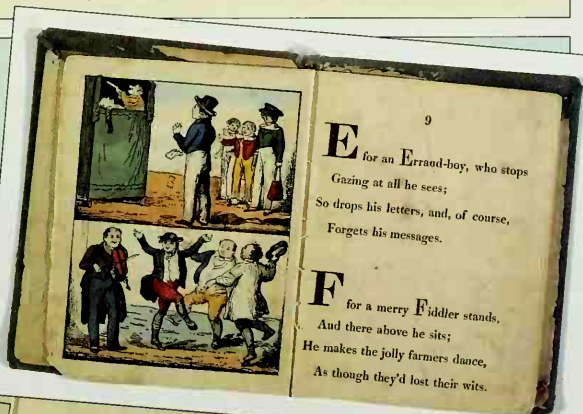 9
E for an Errand-boy, who stops
Gazing at all he sees;
So drops his letters, and, of course,
Forgets his messages.
F for a merry Fiddler stands,
And there above he sits;
He makes the jolly farmers dance,
As though they'd lost their wits.